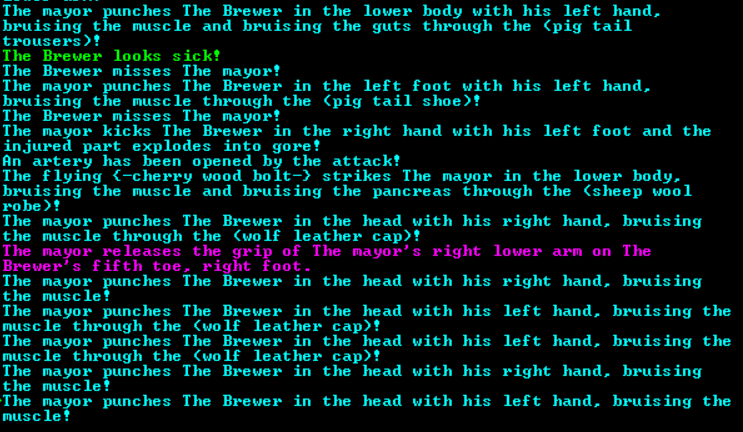 The mayor punches The Brewer in the lower body with his left hand,
bruising the muscle and bruising the guts through the (pig tail
trousers)!
The Brewer looks sick!
The Brewer misses The mayor!
The mayor punches The Brewer in the left foot with his left hand,
bruising the muscle through the (pig tail shoe)!
The Brewer misses The mayor!
The mayor kicks The Brewer in the right hand with his left foot and the
injured part explodes into gore!
An artery has been opened by the attack!
The flying {-cherry wood bolt-} strikes The mayor in the lower body,
bruising the muscle and bruising the pancreas through the (sheep wool
robe)!
The mayor punches The Brewer in the head with his right hand, bruising
the muscle through the (wolf leather cap)!
The mayor releases the grip of The mayor's right lower arm on The
Brewer's fifth toe, right foot.
The mayor punches The Brewer in the head with his right hand, bruising
the muscle!
The mayor punches The Brewer in the head with his left hand, bruising the
muscle through the (wolf leather cap)!
The mayor punches The Brewer in the head with his left hand, bruising the
muscle through the (wolf leather cap)!
The mayor punches The Brewer in the head with his right hand, bruising
the muscle!
The mayor punches The Brewer in the head with his left hand, bruising the
muscle!